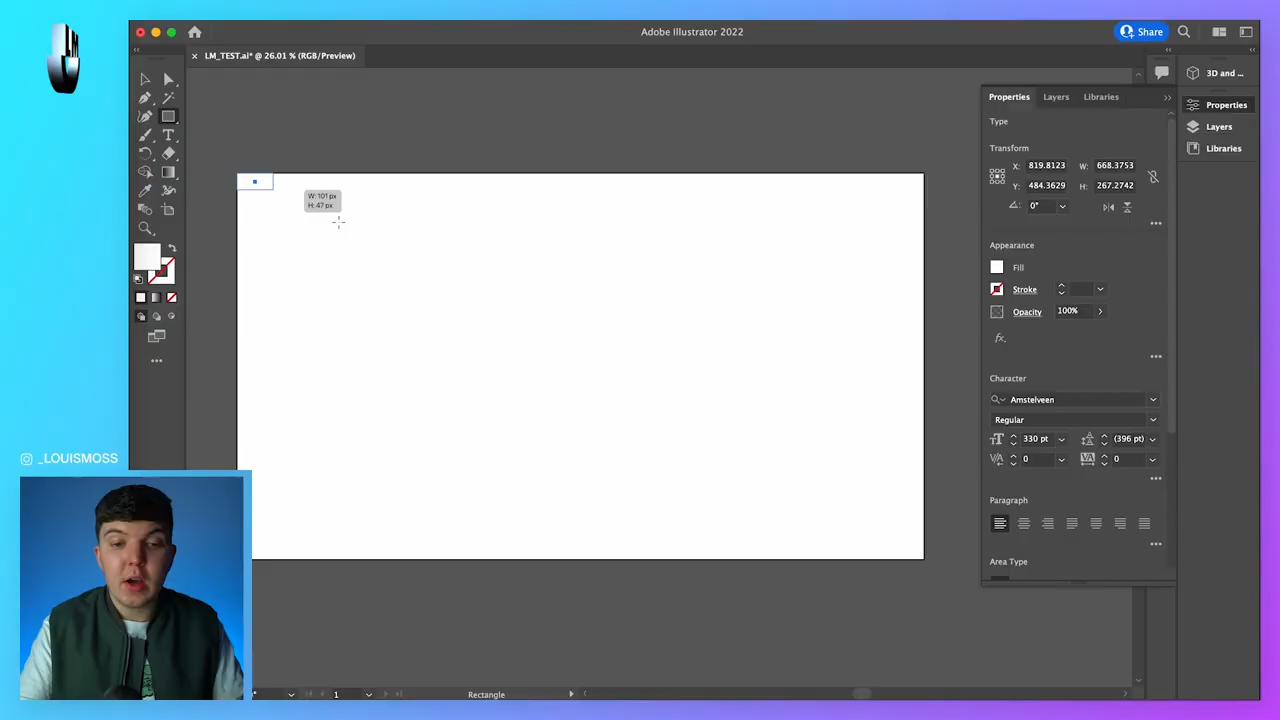 LM
Adobe Illustrator 2022
Share
× LM_TEST.ai* @ 26.01 % (RGB/Preview)
3D and ...
Properties Layers Libraries
Properties
Layers
Libraries
Type
Transform
X: 819.8123 W: 668.3753
Y: 484.3629 H: 267.2742
0°
W: 101 px
H: 47 px
Appearance
Fill
Stroke
Opacity 100%
fx.
Character
Amstelveen
Regular
330 pt (396 pt)
0 0
Paragraph
Area Type
_LOUISMOSS
1 Rectangle